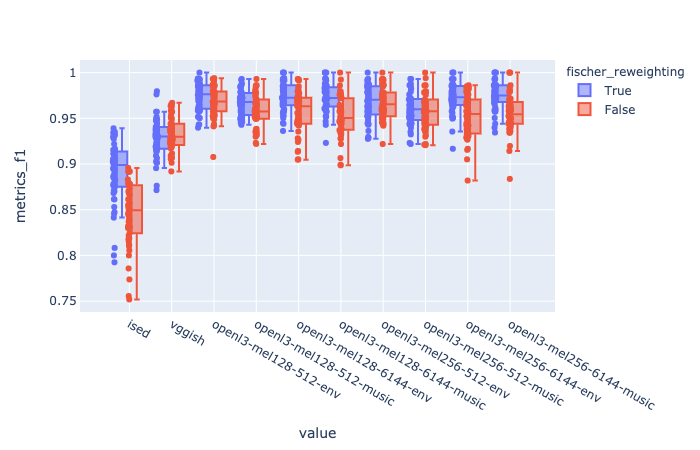 fischer_reweighting
True
False
metrics_f1
1
0.95
0.9
0.85
0.8
0.75
ised
vggish
openl3-mel128-512-env
openl3-mel128-512-music
openl3-mel128-6144-env
openl3-mel128-6144-music
openl3-mel256-512-env
openl3-mel256-512-music
openl3-mel256-6144-env
openl3-mel256-6144-music
value